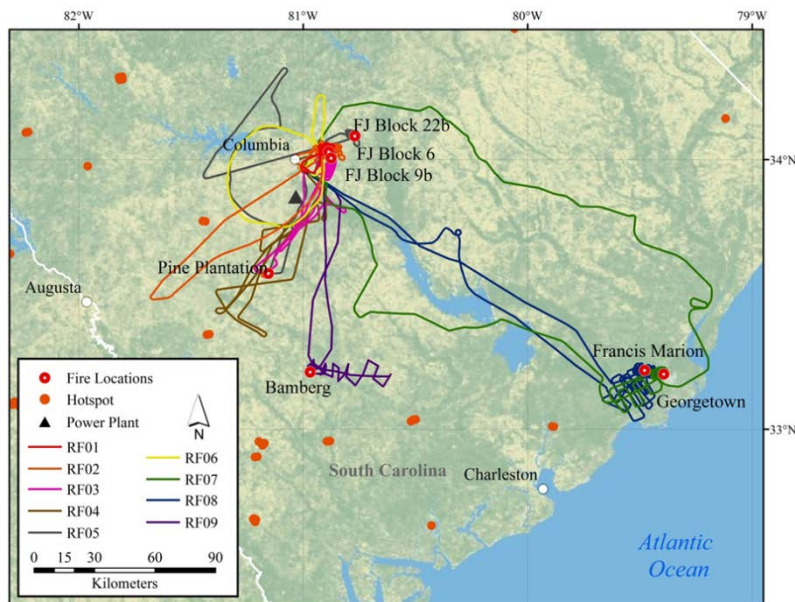 82°W
81°W
80°W
79°W
34°N
34°N
33°N
33°N
Columbia
FJ Block 22b
FJ Block 6
FJ Block 9b
Pine Plantation
Augusta
Bamberg
Francis Marion
Georgetown
South Carolina
Charleston
Atlantic
Ocean
Fire Locations
Hotspot
Power Plant
N
RF01
RF02
RF03
RF04
RF05
RF06
RF07
RF08
RF09
0 15 30 60 90
Kilometers